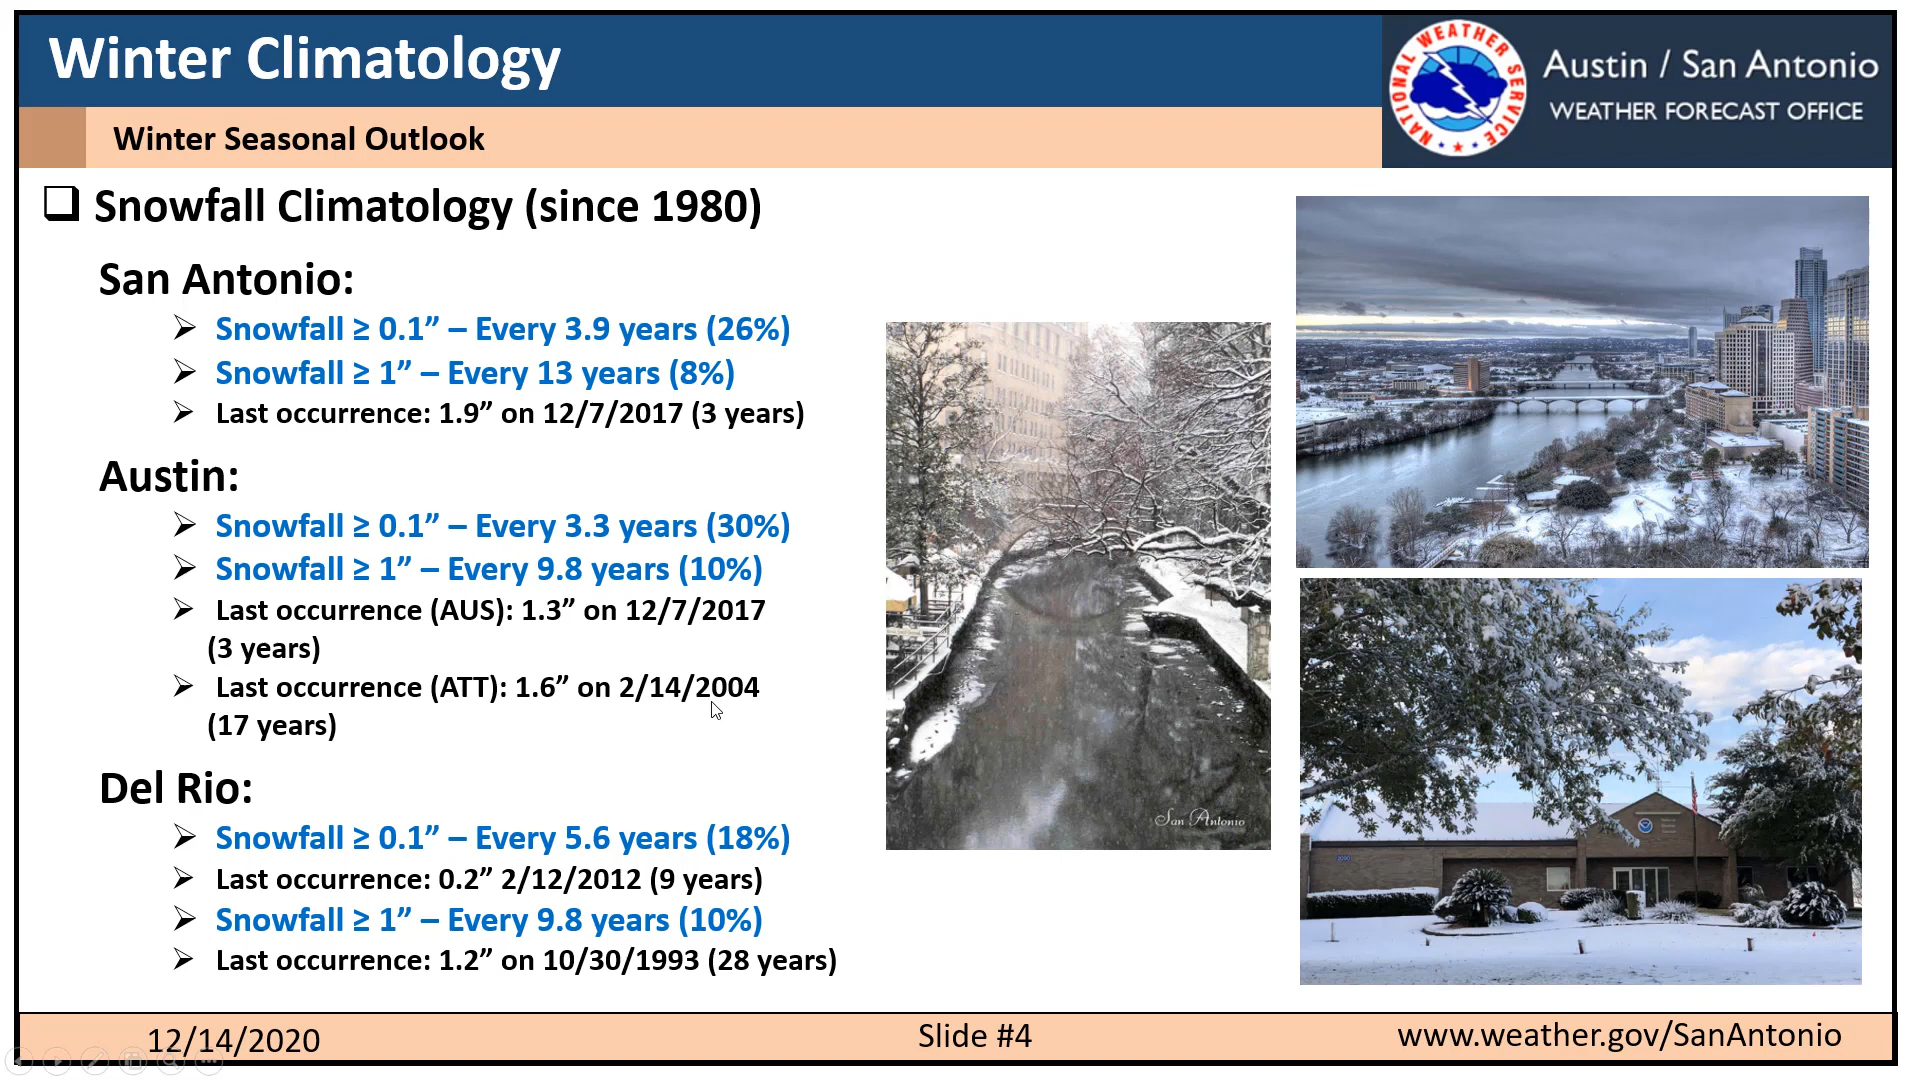 Winter Climatology
Winter Seasonal Outlook
NATIONAL WEATHER SERVICE
Austin / San Antonio
WEATHER FORECAST OFFICE
Snowfall Climatology (since 1980)
San Antonio:
Snowfall ≥ 0.1” – Every 3.9 years (26%)
Snowfall ≥ 1” – Every 13 years (8%)
Last occurrence: 1.9” on 12/7/2017 (3 years)
Austin:
Snowfall ≥ 0.1” – Every 3.3 years (30%)
Snowfall ≥ 1” – Every 9.8 years (10%)
Last occurrence (AUS): 1.3” on 12/7/2017
(3 years)
Last occurrence (ATT): 1.6” on 2/14/2004
(17 years)
Del Rio:
Snowfall ≥ 0.1” – Every 5.6 years (18%)
Last occurrence: 0.2” 2/12/2012 (9 years)
Snowfall ≥ 1” – Every 9.8 years (10%)
Last occurrence: 1.2” on 10/30/1993 (28 years)
San Antonio
12/14/2020
Slide #4
www.weather.gov/SanAntonio